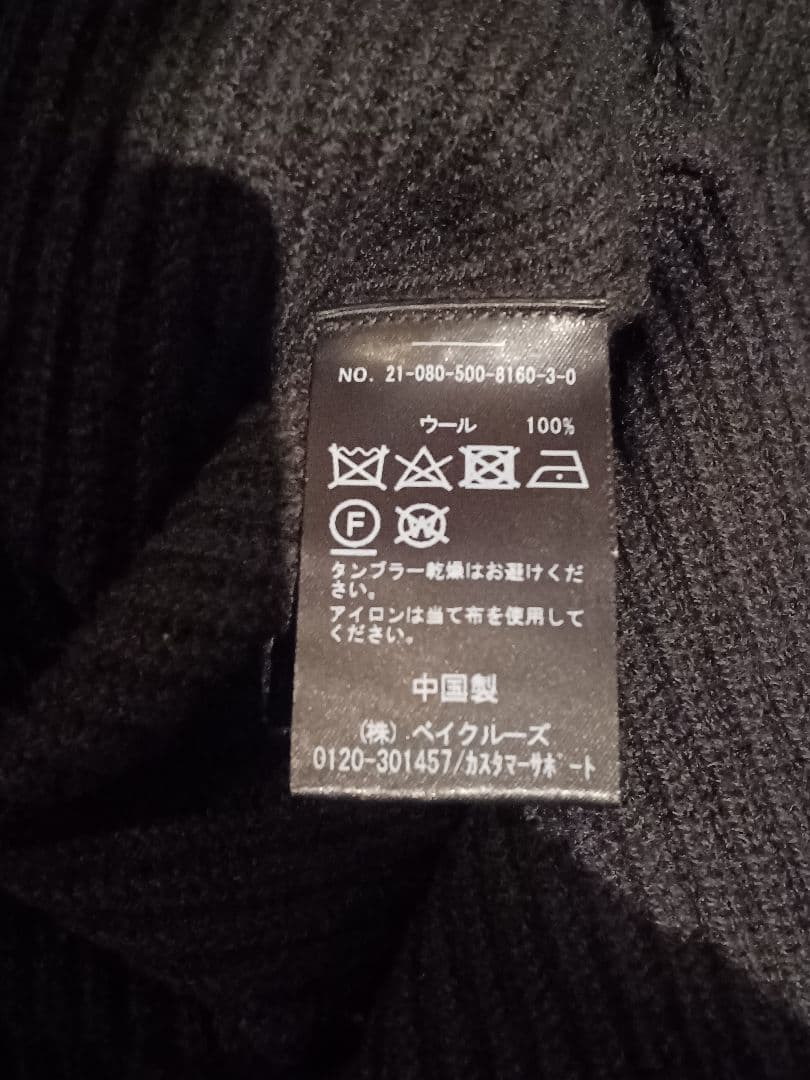 NO. 21-080-500-8160-3-0
ウール 100%
F W
タンブラー乾燥はお避けくだ
さい。
アイロンは当て布を使用して
ください。
中国製
(株).ベイクルーズ
0120-301457/カスタマーサポート